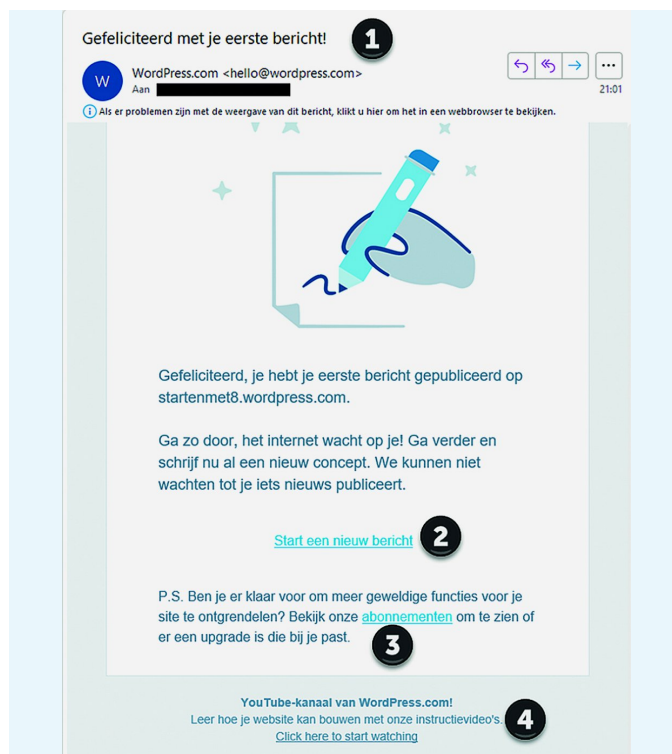 Gefeliciteerd met je eerste bericht! 1
W
WordPress.com <hello@wordpress.com>
Aan
21:01
Als er problemen zijn met de weergave van dit bericht, klikt u hier om het in een webbrowser te bekijken.
Gefeliciteerd, je hebt je eerste bericht gepubliceerd op
startenmet8.wordpress.com.
Ga zo door, het internet wacht op je! Ga verder en
schrijf nu al een nieuw concept. We kunnen niet
wachten tot je iets nieuws publiceert.
Start een nieuw bericht 2
P.S. Ben je er klaar voor om meer geweldige functies voor je
site te ontgrendelen? Bekijk onze abonnementen om te zien of
er een upgrade is die bij je past. 3
YouTube-kanaal van WordPress.com!
Leer hoe je website kan bouwen met onze instructievideo's. 4
Click here to start watching